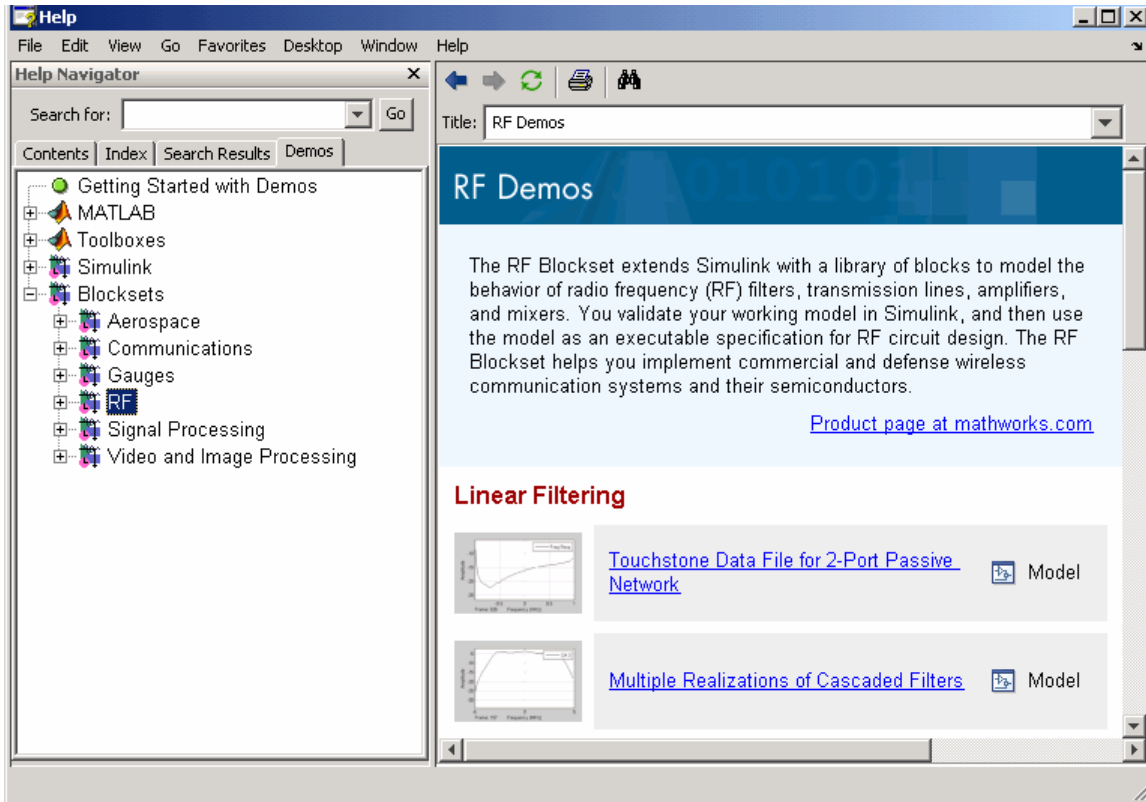 Help
File Edit View Go Favorites Desktop Window Help
Help Navigator
Search for:
Go
Contents Index Search Results Demos
Getting Started with Demos
MATLAB
Toolboxes
Simulink
Blocksets
Aerospace
Communications
Gauges
RF
Signal Processing
Video and Image Processing
Title: RF Demos
RF Demos
The RF Blockset extends Simulink with a library of blocks to model the
behavior of radio frequency (RF) filters, transmission lines, amplifiers,
and mixers. You validate your working model in Simulink, and then use
the model as an executable specification for RF circuit design. The RF
Blockset helps you implement commercial and defense wireless
communication systems and their semiconductors.
Product page at mathworks.com
Linear Filtering
Touchstone Data File for 2-Port Passive
Network
Model
Multiple Realizations of Cascaded Filters
Model